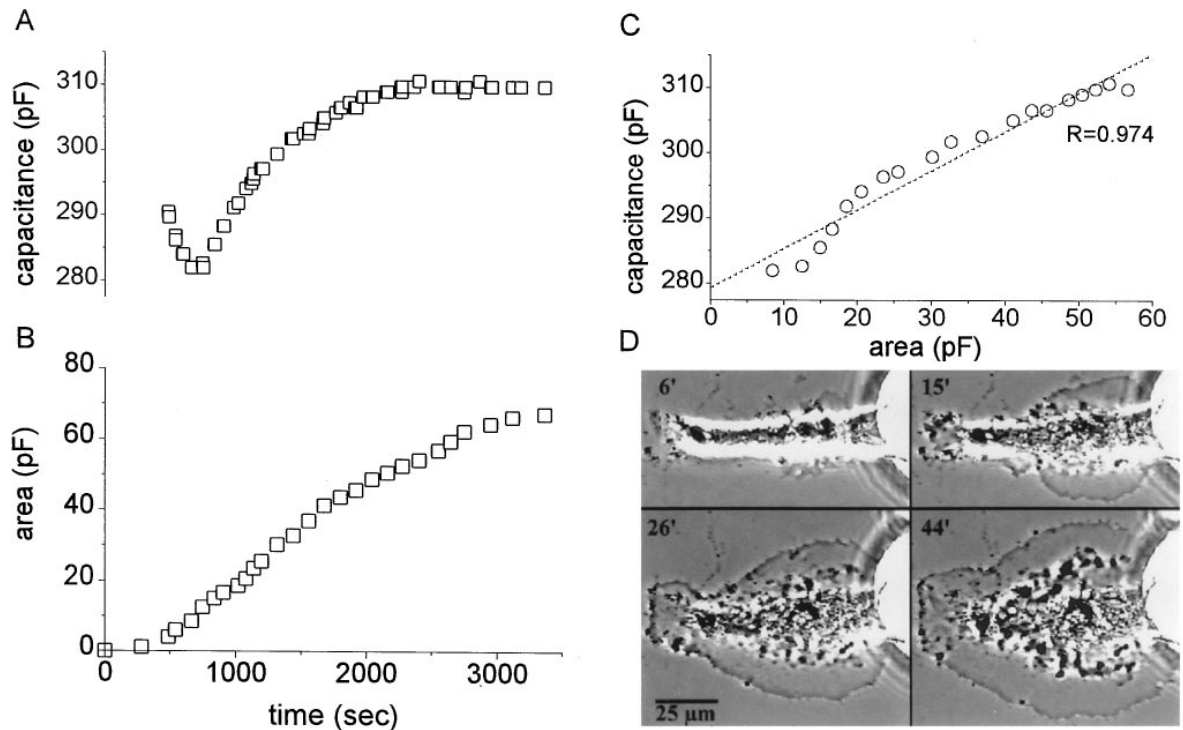 A
capacitance (pF)
310
300
290
280
B
area (pF)
80
60
40
20
0
0 1000 2000 3000
time (sec)
C
capacitance (pF)
310
300
290
280
R=0.974
0 10 20 30 40 50 60
area (pF)
D
6' 15'
26' 44'
25 µm